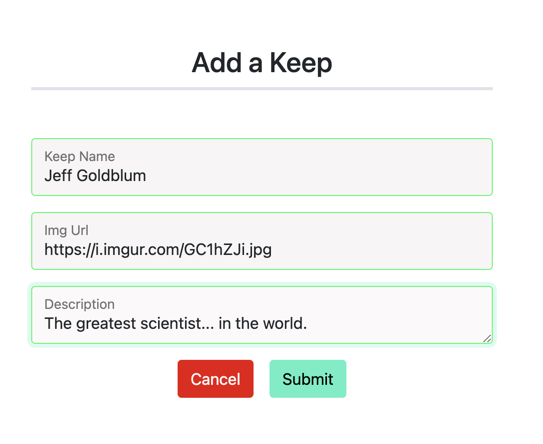 Add a Keep
Keep Name
Jeff Goldblum
Img Url
https://i.imgur.com/GC1hZJi.jpg
Description
The greatest scientist... in the world.
Cancel Submit